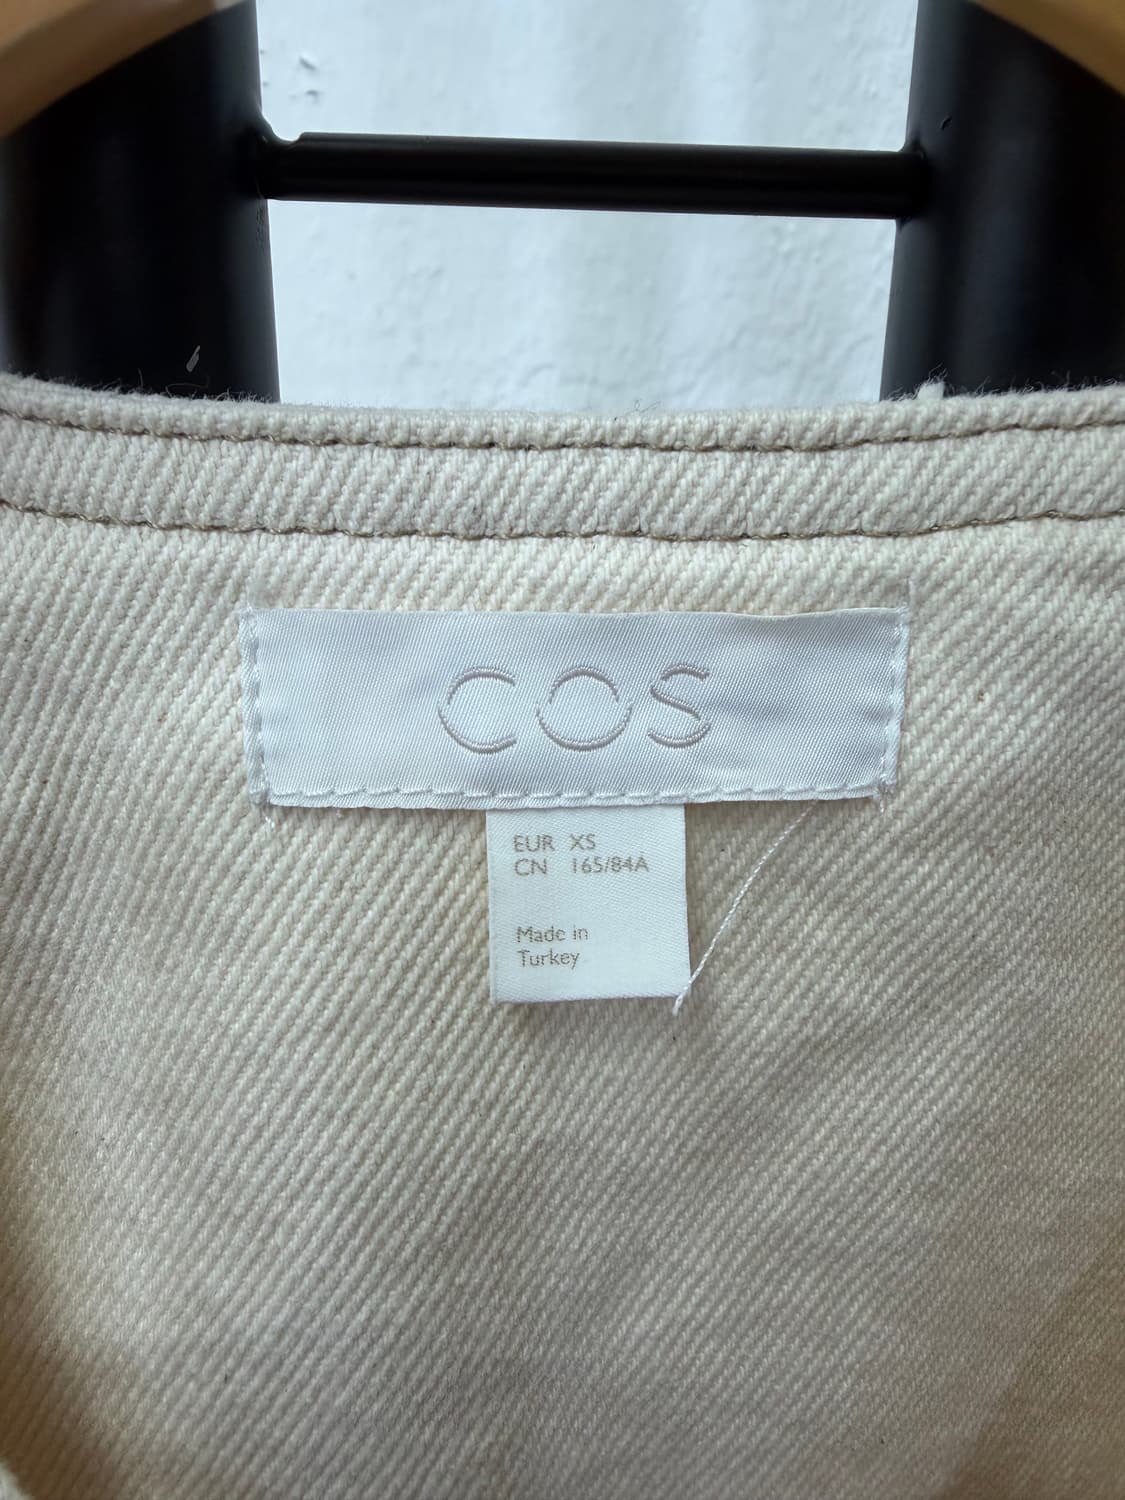 COS
EUR XS
CN 165/84A
Made in
Turkey